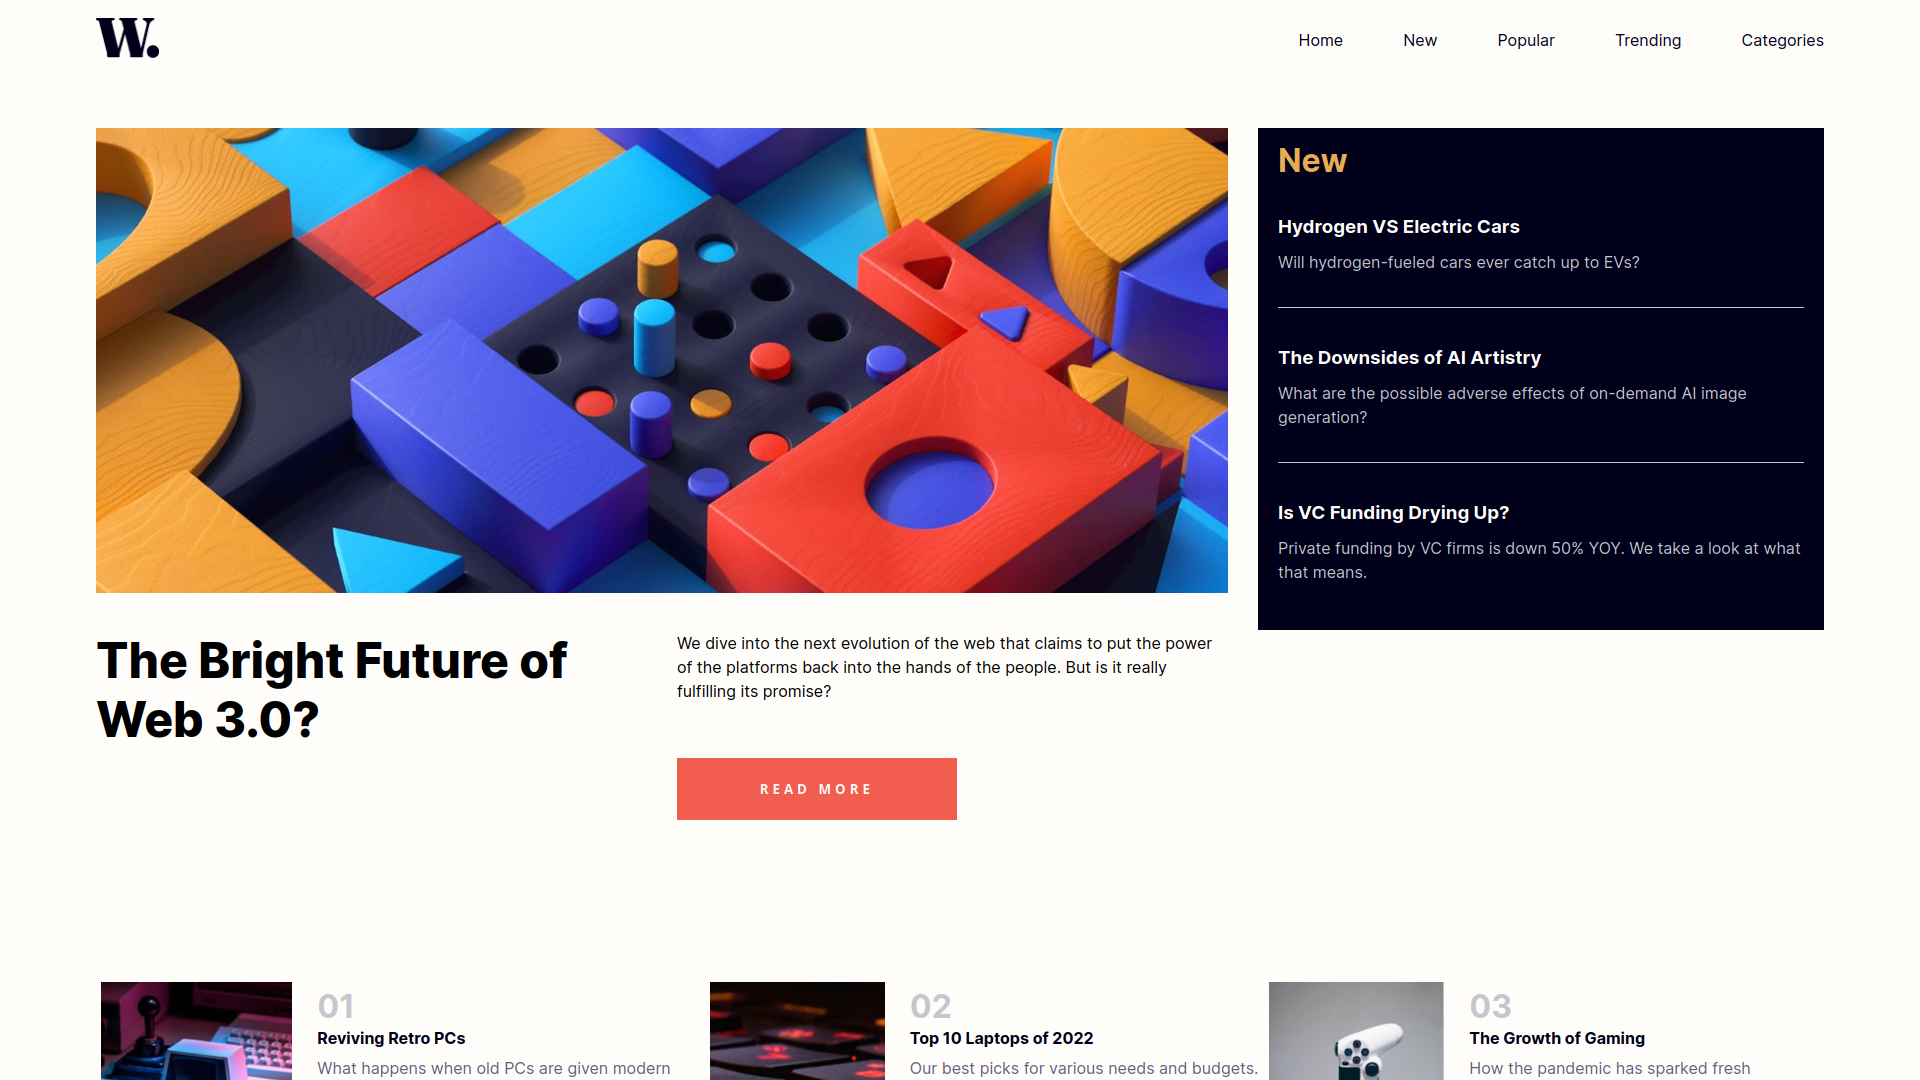 W.
Home New Popular Trending Categories
New
Hydrogen VS Electric Cars
Will hydrogen-fueled cars ever catch up to EVs?
The Downsides of AI Artistry
What are the possible adverse effects of on-demand AI image
generation?
Is VC Funding Drying Up?
Private funding by VC firms is down 50% YOY. We take a look at what
that means.
The Bright Future of
Web 3.0?
We dive into the next evolution of the web that claims to put the power
of the platforms back into the hands of the people. But is it really
fulfilling its promise?
READ MORE
01
Reviving Retro PCs
What happens when old PCs are given modern
02
Top 10 Laptops of 2022
Our best picks for various needs and budgets.
03
The Growth of Gaming
How the pandemic has sparked fresh